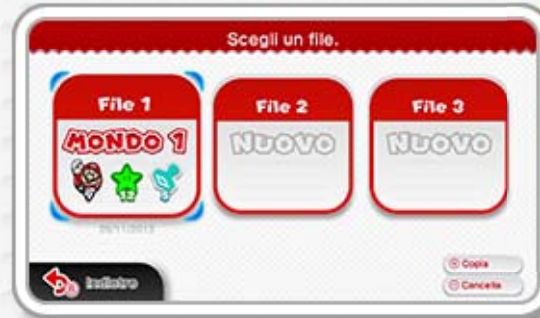 Scegli un file.
File 1
MONDO 1
12
File 2
NUOVO
File 3
NUOVO
Indietro
Copia
Cancella